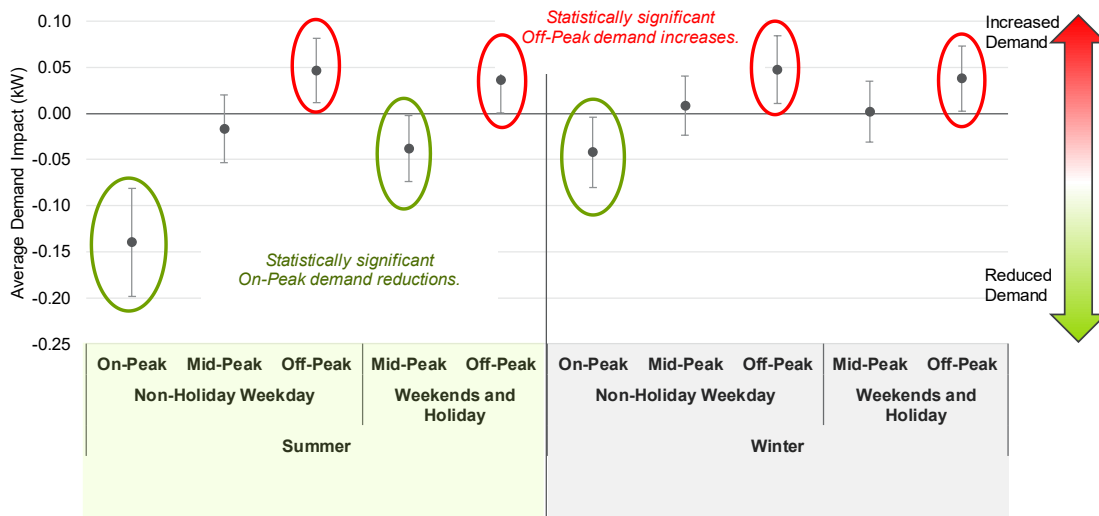 Average Demand Impact (kW)
0.10
0.05
0.00
-0.05
-0.10
-0.15
-0.20
-0.25
Statistically significant
Off-Peak demand increases.
Statistically significant
On-Peak demand reductions.
Increased
Demand
Reduced
Demand
On-Peak Mid-Peak Off-Peak Mid-Peak Off-Peak On-Peak Mid-Peak Off-Peak Mid-Peak Off-Peak
Non-Holiday Weekday Weekends and Non-Holiday Weekday Weekends and
Holiday Holiday
Summer Winter